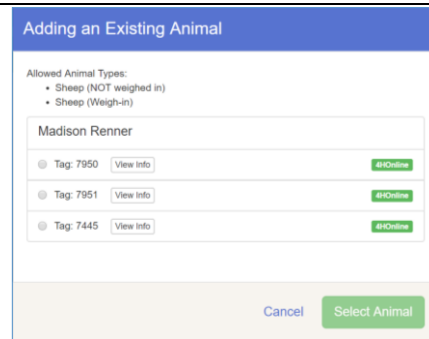 Adding an Existing Animal
Allowed Animal Types:
• Sheep (NOT weighed in)
• Sheep (Weigh-in)
Madison Renner
Tag: 7950 View Info 4HOnline
Tag: 7951 View Info 4HOnline
Tag: 7445 View Info 4HOnline
Cancel Select Animal